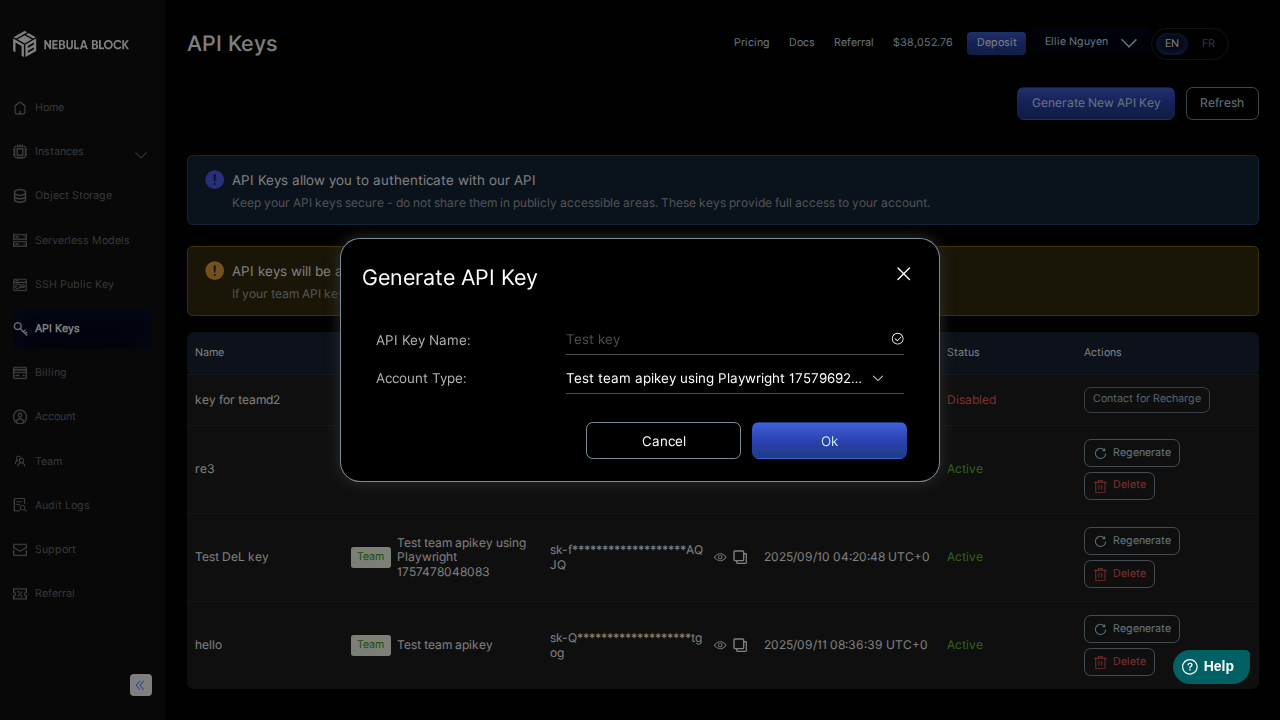 NEBULA BLOCK
API Keys
Pricing
Docs
Referral
$38,052.76
Deposit
Ellie Nguyen
EN
FR
Home
Instances
Object Storage
Serverless Models
SSH Public Key
API Keys
Billing
Account
Team
Audit Logs
Support
Referral
Generate New API Key
Refresh
API Keys allow you to authenticate with our API
Keep your API keys secure - do not share them in publicly accessible areas. These keys provide full access to your account.
API keys will be a
If your team API key
Generate API Key
API Key Name:
Test key
Account Type:
Test team apikey using Playwright 17579692...
Cancel
Ok
Name
Status
Actions
key for teamd2
Disabled
Contact for Recharge
re3
Active
Regenerate
Delete
Test DeL key
Team
Test team apikey using
Playwright
1757478048083
sk-f*******************AQ
JQ
2025/09/10 04:20:48 UTC+0
Active
Regenerate
Delete
hello
Team
Test team apikey
sk-Q*******************tg
og
2025/09/11 08:36:39 UTC+0
Active
Regenerate
Delete
Help